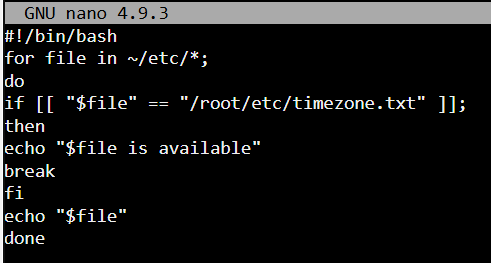 GNU nano 4.9.3
#!/bin/bash
for file in ~/etc/*;
do
if [[ "$file" == "/root/etc/timezone.txt" ]];
then
echo "$file is available"
break
fi
echo "$file"
done